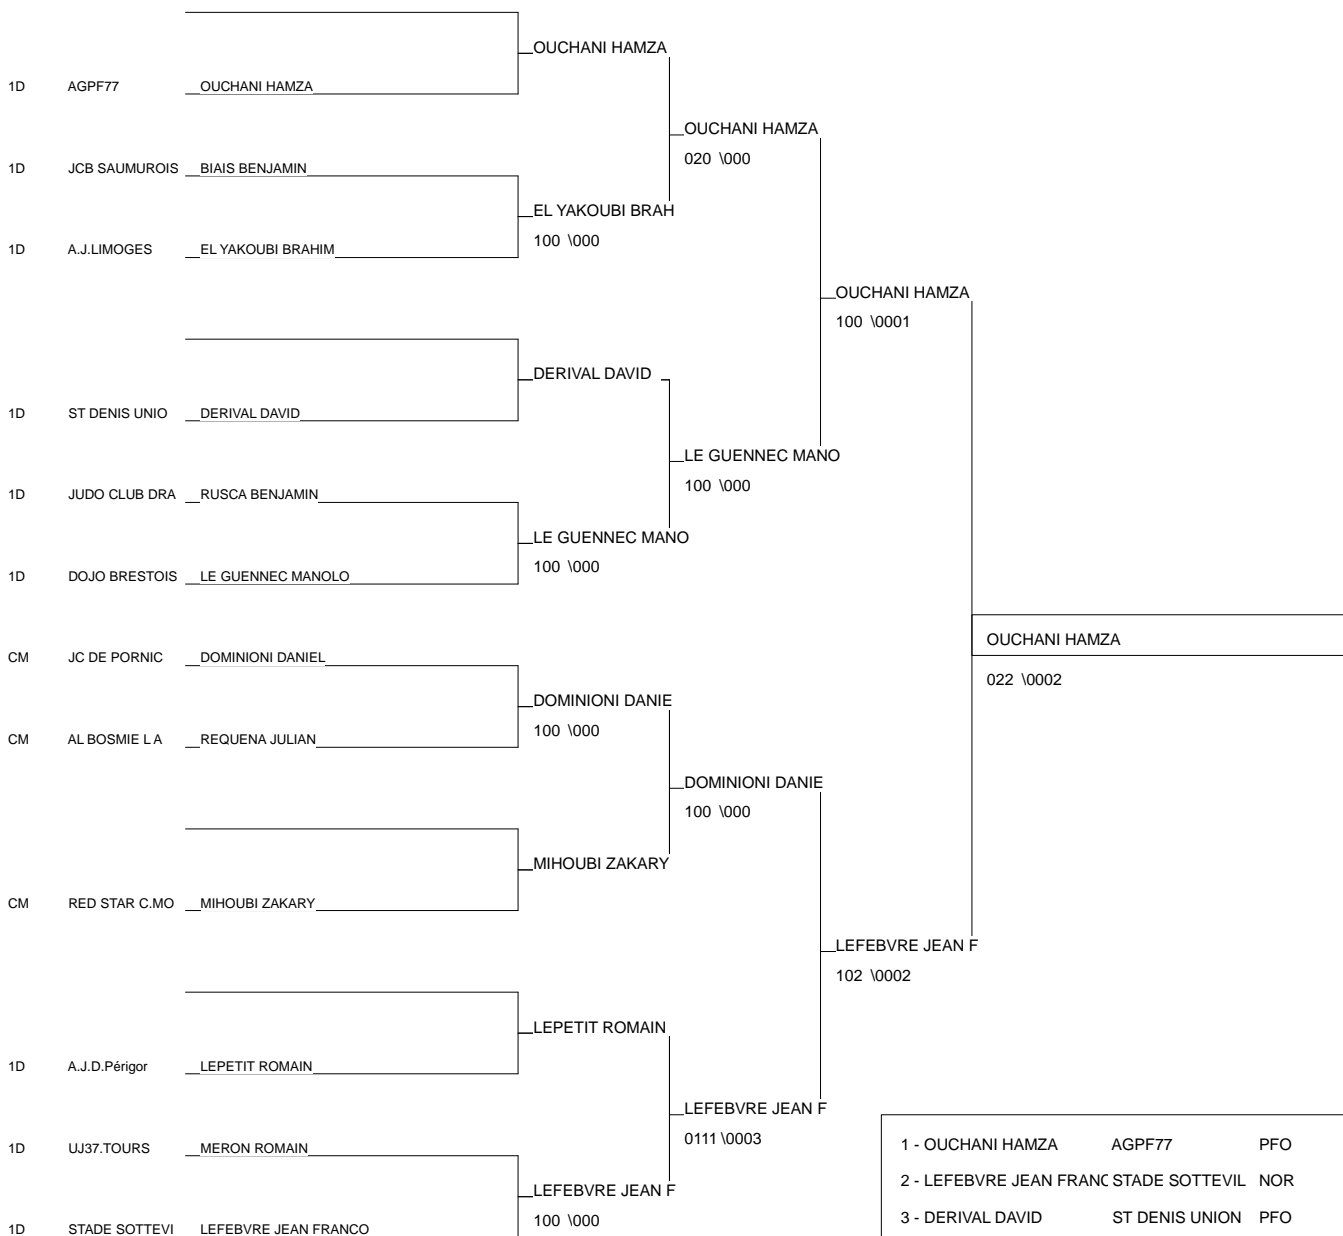 OUCHANI HAMZA
1D AGPF77 OUCHANI HAMZA
OUCHANI HAMZA
020 \000
1D JCB SAUMUROIS BIAIS BENJAMIN
EL YAKOUBI BRAH
100 \000
1D A.J.LIMOGES EL YAKOUBI BRAHIM
OUCHANI HAMZA
100 \0001
DERIVAL DAVID
1D ST DENIS UNIO DERIVAL DAVID
LE GUENNEC MANO
100 \000
1D JUDO CLUB DRA RUSCA BENJAMIN
LE GUENNEC MANO
100 \000
1D DOJO BRESTOIS LE GUENNEC MANOLO
OUCHANI HAMZA
022 \0002
CM JC DE PORNIC DOMINIONI DANIEL
DOMINIONI DANIE
100 \000
CM AL BOSMIE L A REQUENA JULIAN
DOMINIONI DANIE
100 \000
MIHOUBI ZAKARY
CM RED STAR C.MO MIHOUBI ZAKARY
LEFEBVRE JEAN F
102 \0002
LEPETIT ROMAIN
1D A.J.D.Périgor LEPETIT ROMAIN
LEFEBVRE JEAN F
0111 \0003
1D UJ37.TOURS MERON ROMAIN
LEFEBVRE JEAN F
100 \000
1D STADE SOTTEVI LEFEBVRE JEAN FRANCO
1 - OUCHANI HAMZA AGPF77 PFO
2 - LEFEBVRE JEAN FRANC STADE SOTTEVIL NOR
3 - DERIVAL DAVID ST DENIS UNION PFO